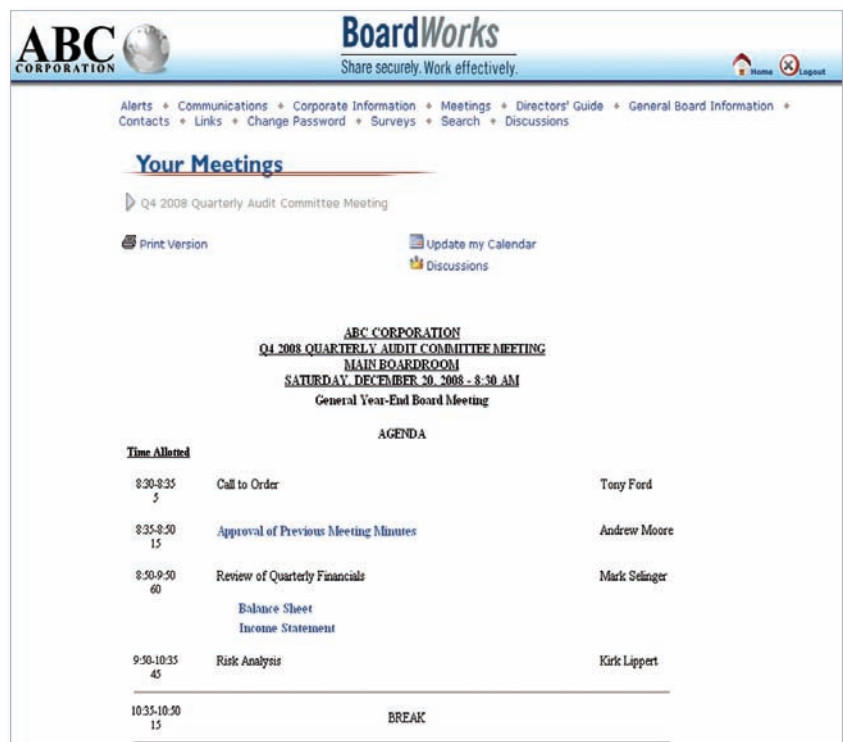 ABC
CORPORATION
BoardWorks
Share securely. Work effectively.
Home Logout
Alerts + Communications + Corporate Information + Meetings + Directors' Guide + General Board Information +
Contacts + Links + Change Password + Surveys + Search + Discussions
Your Meetings
Q4 2008 Quarterly Audit Committee Meeting
Print Version Update my Calendar
Discussions
ABC CORPORATION
Q4 2008 QUARTERLY AUDIT COMMITTEE MEETING
MAIN BOARDROOM
SATURDAY, DECEMBER 20, 2008 - 8:30 AM
General Year-End Board Meeting
AGENDA
Time Allotted
8:30-8:35 Call to Order Tony Ford
5
8:35-8:50 Approval of Previous Meeting Minutes Andrew Moore
15
8:50-9:50 Review of Quarterly Financials Mark Selinger
60
Balance Sheet
Income Statement
9:50-10:35 Risk Analysis Kirk Lippert
45
10:35-10:50 BREAK
15